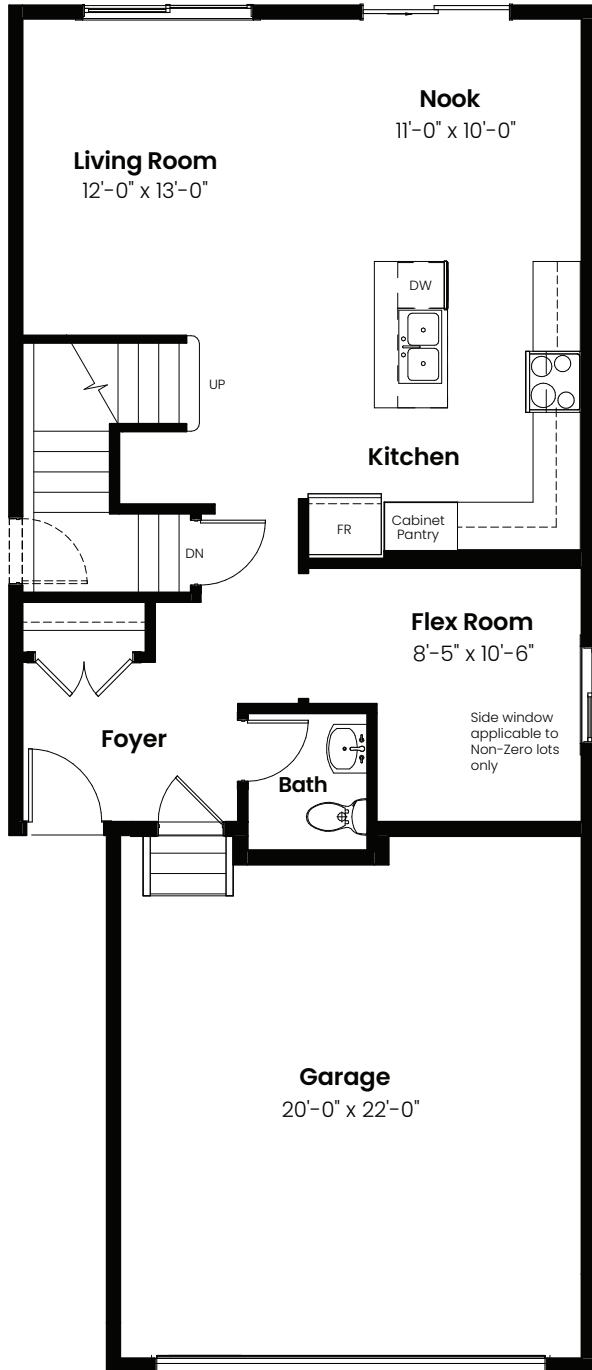 Nook
11'-0" x 10'-0"
Living Room
12'-0" x 13'-0"
DW
UP
Kitchen
FR
Cabinet
Pantry
DN
Flex Room
8'-5" x 10'-6"
Side window
applicable to
Non-Zero lots
only
Foyer
Bath
Garage
20'-0" x 22'-0"